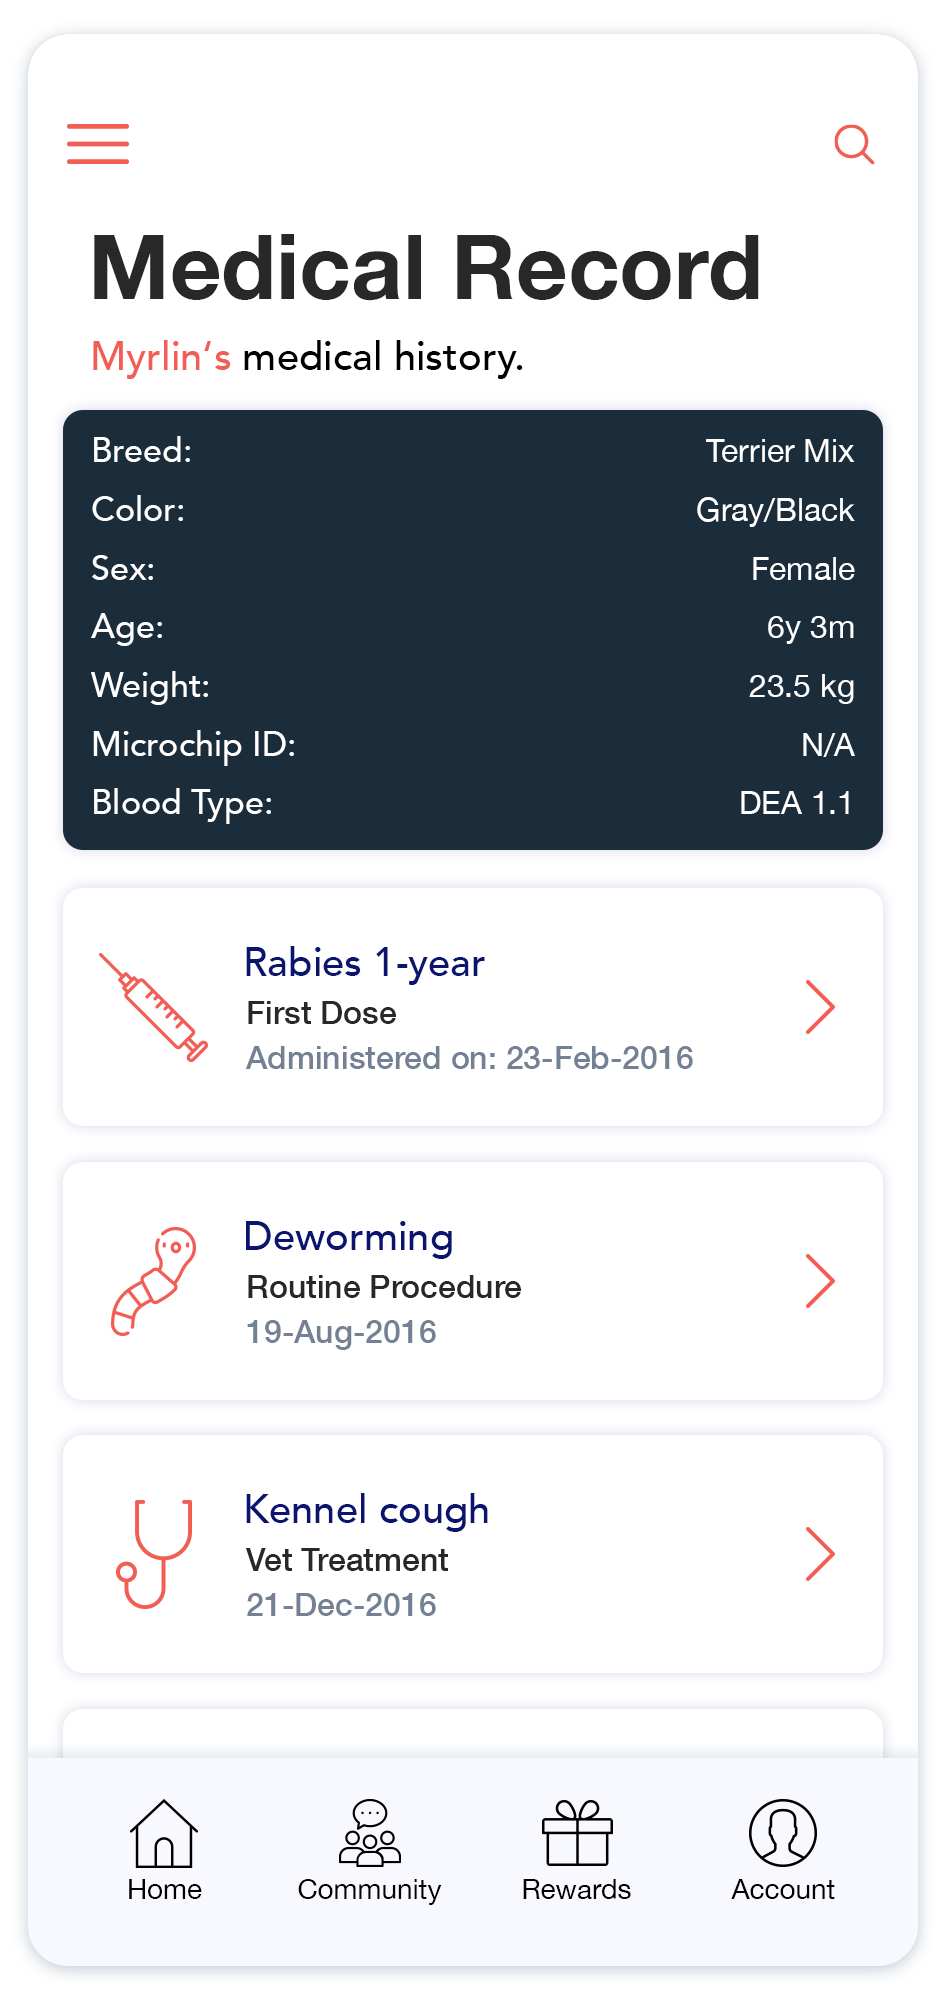 Medical Record
Myrlin‘s medical history.
Breed: Terrier Mix
Color: Gray/Black
Sex: Female
Age: 6y 3m
Weight: 23.5 kg
Microchip ID: N/A
Blood Type: DEA 1.1
Rabies 1-year
First Dose
Administered on: 23-Feb-2016
Deworming
Routine Procedure
19-Aug-2016
Kennel cough
Vet Treatment
21-Dec-2016
Home Community Rewards Account